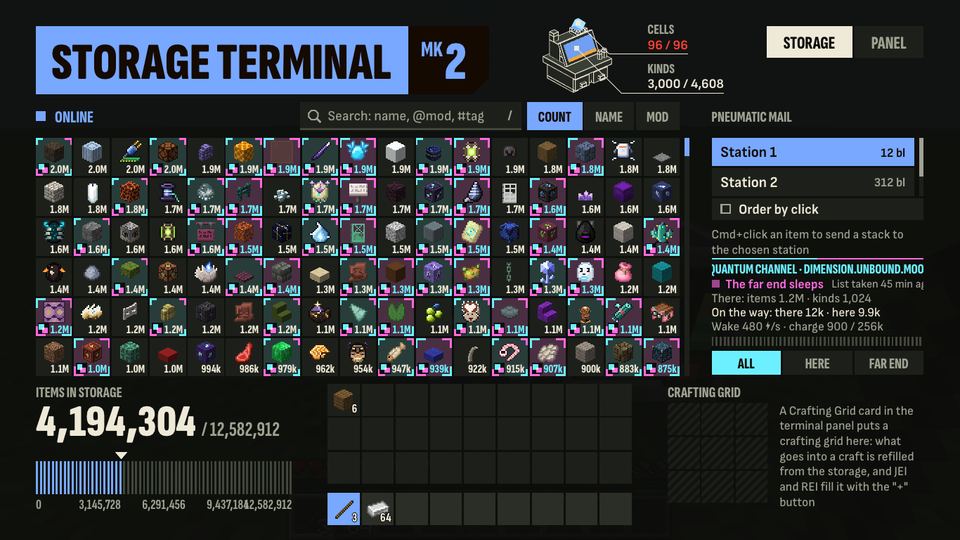 STORAGE TERMINAL
MK 2
CELLS
96 / 96
KINDS
3,000 / 4,608
STORAGE
PANEL
ONLINE
Search: name, @mod, #tag /
COUNT
NAME
MOD
PNEUMATIC MAIL
2.0M 2.0M 2.0M 2.0M 1.9M 1.9M 1.9M 1.9M 1.9M 1.9M 1.9M 1.9M 1.9M 1.8M 1.8M 1.8M 1.8M
1.8M 1.8M 1.8M 1.7M 1.7M 1.7M 1.7M 1.7M 1.7M 1.7M 1.7M 1.7M 1.7M 1.6M 1.6M 1.6M 1.6M
1.6M 1.6M 1.6M 1.6M 1.6M 1.5M 1.5M 1.5M 1.5M 1.5M 1.5M 1.5M 1.5M 1.4M 1.4M 1.4M 1.4M
1.4M 1.4M 1.4M 1.4M 1.4M 1.3M 1.3M 1.3M 1.3M 1.3M 1.3M 1.3M 1.3M 1.3M 1.3M 1.2M 1.2M
1.2M 1.2M 1.2M 1.2M 1.2M 1.2M 1.2M 1.1M 1.1M 1.1M 1.1M 1.1M 1.1M 1.1M 1.1M 1.1M 1.1M
1.1M 1.0M 1.0M 1.0M 994k 986k 979k 962k 954k 947k 939k 922k 915k 907k 900k 883k 875k
Station 1 12 bl
Station 2 312 bl
Order by click
Cmd+click an item to send a stack to
the chosen station
QUANTUM CHANNEL · DIMENSION.UNBOUND.MOO
The far end sleeps List taken 45 min ag
There: items 1.2M · kinds 1,024
On the way: there 12k · here 9.9k
Wake 480 ⚡/s · charge 900 / 256k
ALL
HERE
FAR END
ITEMS IN STORAGE
4,194,304 / 12,582,912
0 3,145,728 6,291,456 9,437,184 12,582,912
6
3
64
CRAFTING GRID
A Crafting Grid card in the
terminal panel puts a
crafting grid here: what
goes into a craft is refilled
from the storage, and JEI
and REI fill it with the "+"
button